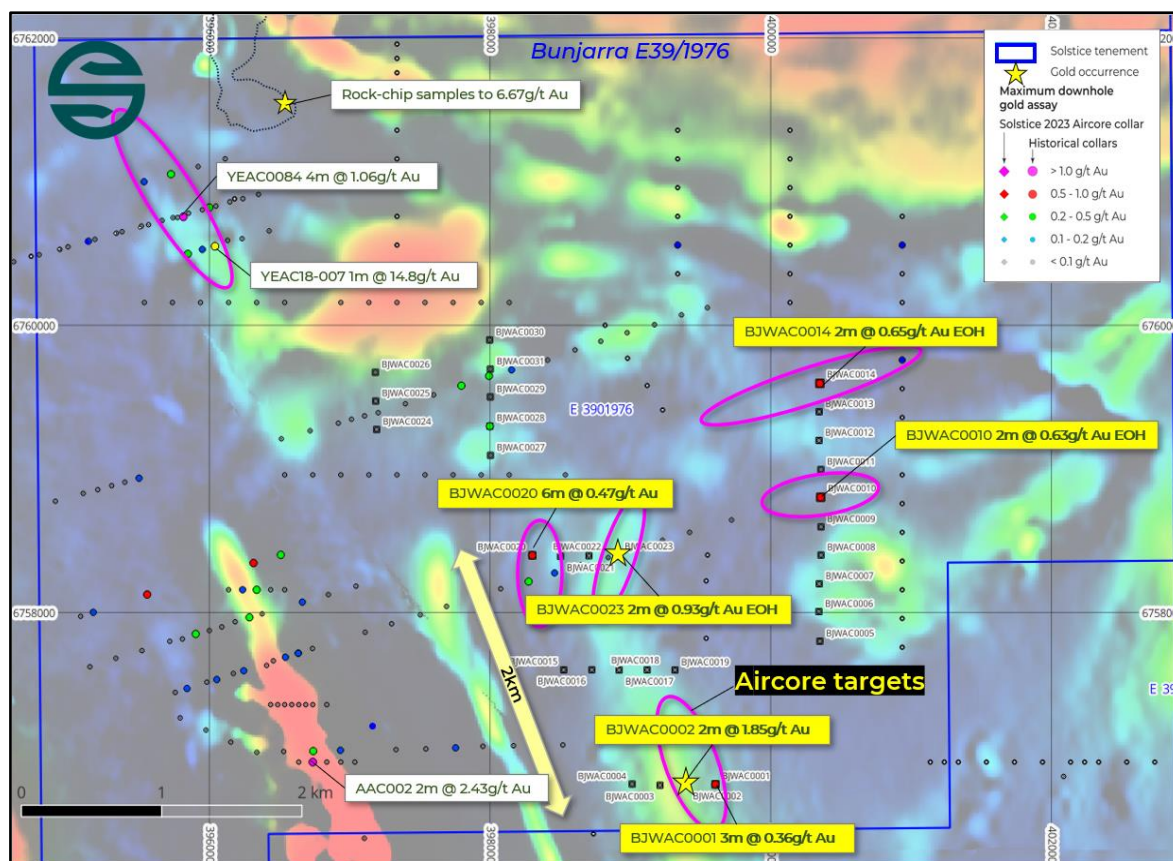 396000
398000
400000
402000
6762000
Bunjarra E39/1976
Solstice tenement
Gold occurrence
Maximum downhole
gold assay
Solstice 2023 Aircore collar
Historical collars
> 1.0 g/t Au
0.5 - 1.0 g/t Au
0.2 - 0.5 g/t Au
0.1 - 0.2 g/t Au
< 0.1 g/t Au
Rock-chip samples to 6.67g/t Au
YEAC0084 4m @ 1.06g/t Au
YEAC18-007 1m @ 14.8g/t Au
6760000
BJWAC0030
BJWAC0014 2m @ 0.65g/t Au EOH
BJWAC0026
BJWAC0031
BJWAC0014
BJWAC0025
BJWAC0029
E 3901976
BJWAC0013
BJWAC0024
BJWAC0028
BJWAC0012
BJWAC0010 2m @ 0.63g/t Au EOH
BJWAC0027
BJWAC0011
BJWAC0020 6m @ 0.47g/t Au
BJWAC0010
BJWAC0009
BJWAC0020
BJWAC0022
BJWAC0023
BJWAC0008
BJWAC0021
BJWAC0007
BJWAC0023 2m @ 0.93g/t Au EOH
6758000
6758000
BJWAC0006
BJWAC0005
BJWAC0015
BJWAC0018
BJWAC0019
BJWAC0016
BJWAC0017
2km
Aircore targets
E 39
BJWAC0002 2m @ 1.85g/t Au
BJWAC0004
BJWAC0001
BJWAC0003
BJWAC0002
AAC002 2m @ 2.43g/t Au
0 1 2 km
BJWAC0001 3m @ 0.36g/t Au
396000
398000
400000
402000